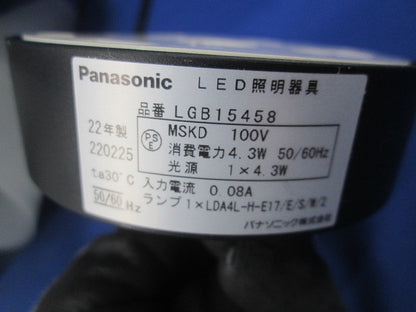 Panasonic LED照明器具
品番 LGB15458
22年製 PSE MSKD 100V
220225 消費電力 4.3W 50/60Hz
光源 1×4.3W
ta30℃ 入力電流 0.08A
50/60 Hz ランプ 1×LDA4L-H-E17/E/S/W/2
パナソニック株式会社